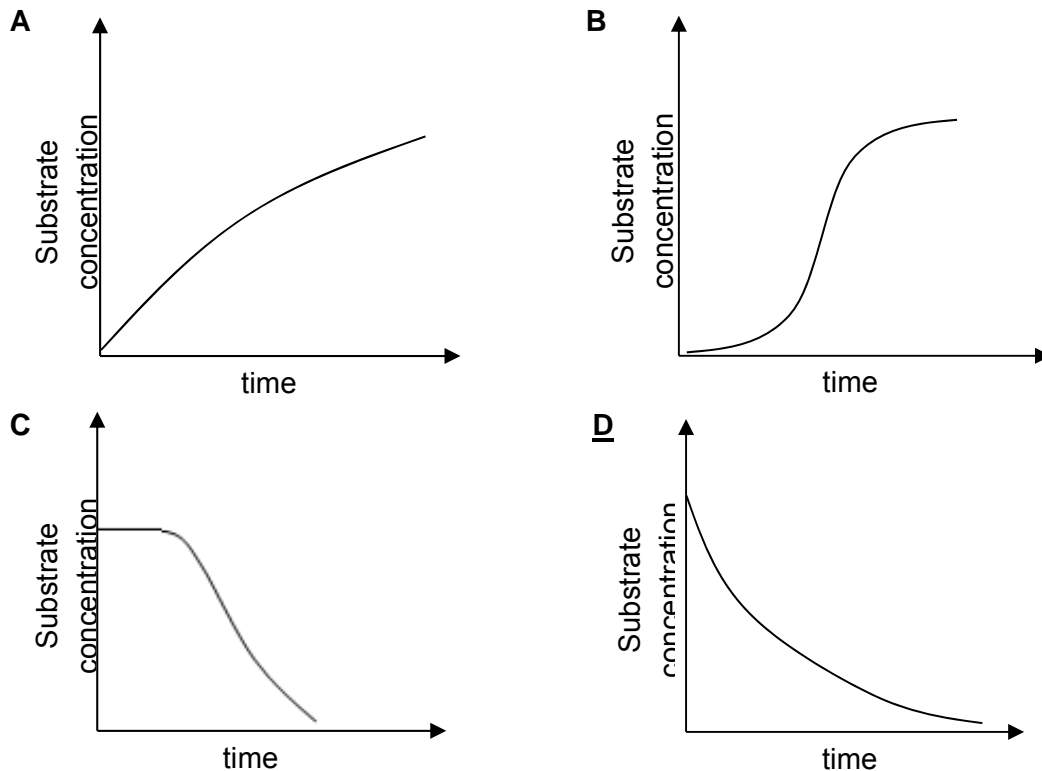 A
Substrate
concentration
time
B
Substrate
concentration
time
C
Substrate
concentration
time
D
Substrate
concentration
time